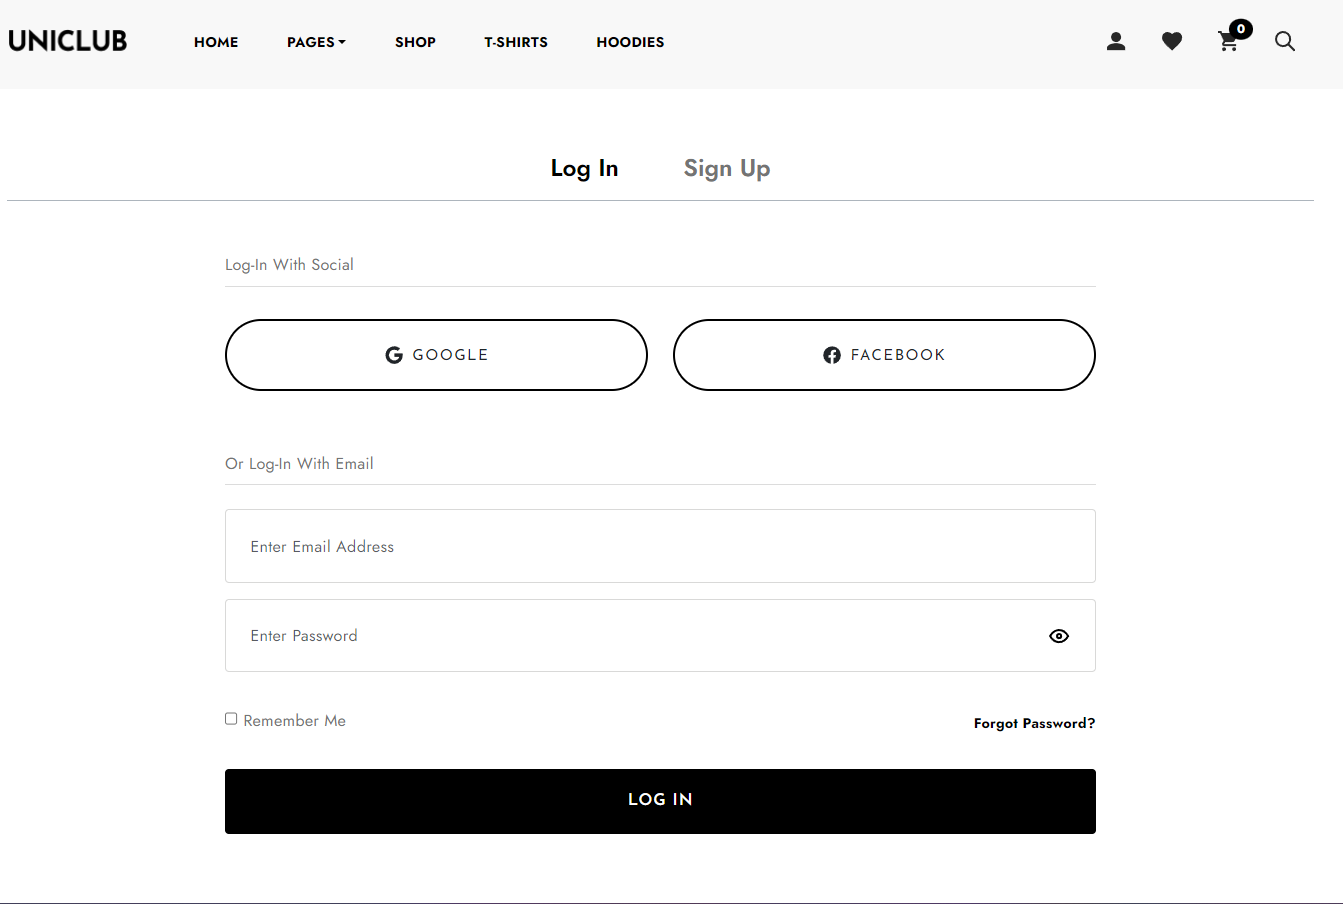 UNICLUB HOME PAGES SHOP T-SHIRTS HOODIES 0
Log In Sign Up
Log-In With Social
GOOGLE FACEBOOK
Or Log-In With Email
Enter Email Address
Enter Password
Remember Me Forgot Password?
LOG IN